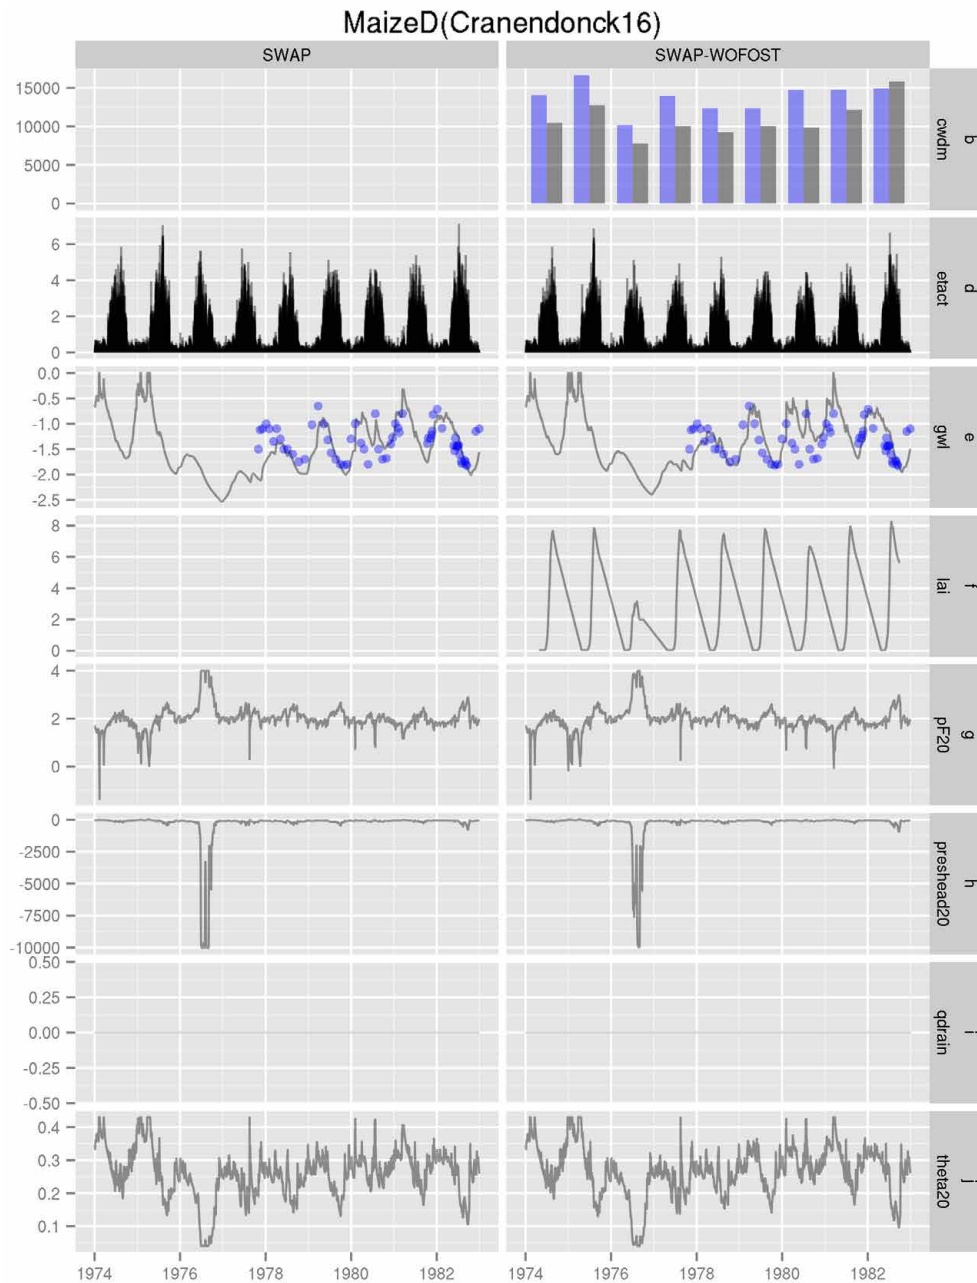 MaizeD(Cranendonck16)
SWAP SWAP-WOFOST
15000
10000
5000
0
b
cwdm
6
4
2
0
d
etact
0.0
-0.5
-1.0
-1.5
-2.0
-2.5
e
gwl
8
6
4
2
0
f
lai
4
2
0
g
pF20
0
-2500
-5000
-7500
-10000
h
preshead20
0.50
0.25
0.00
-0.25
-0.50
i
qdrain
0.4
0.3
0.2
0.1
j
theta20
1974 1976 1978 1980 1982 1974 1976 1978 1980 1982